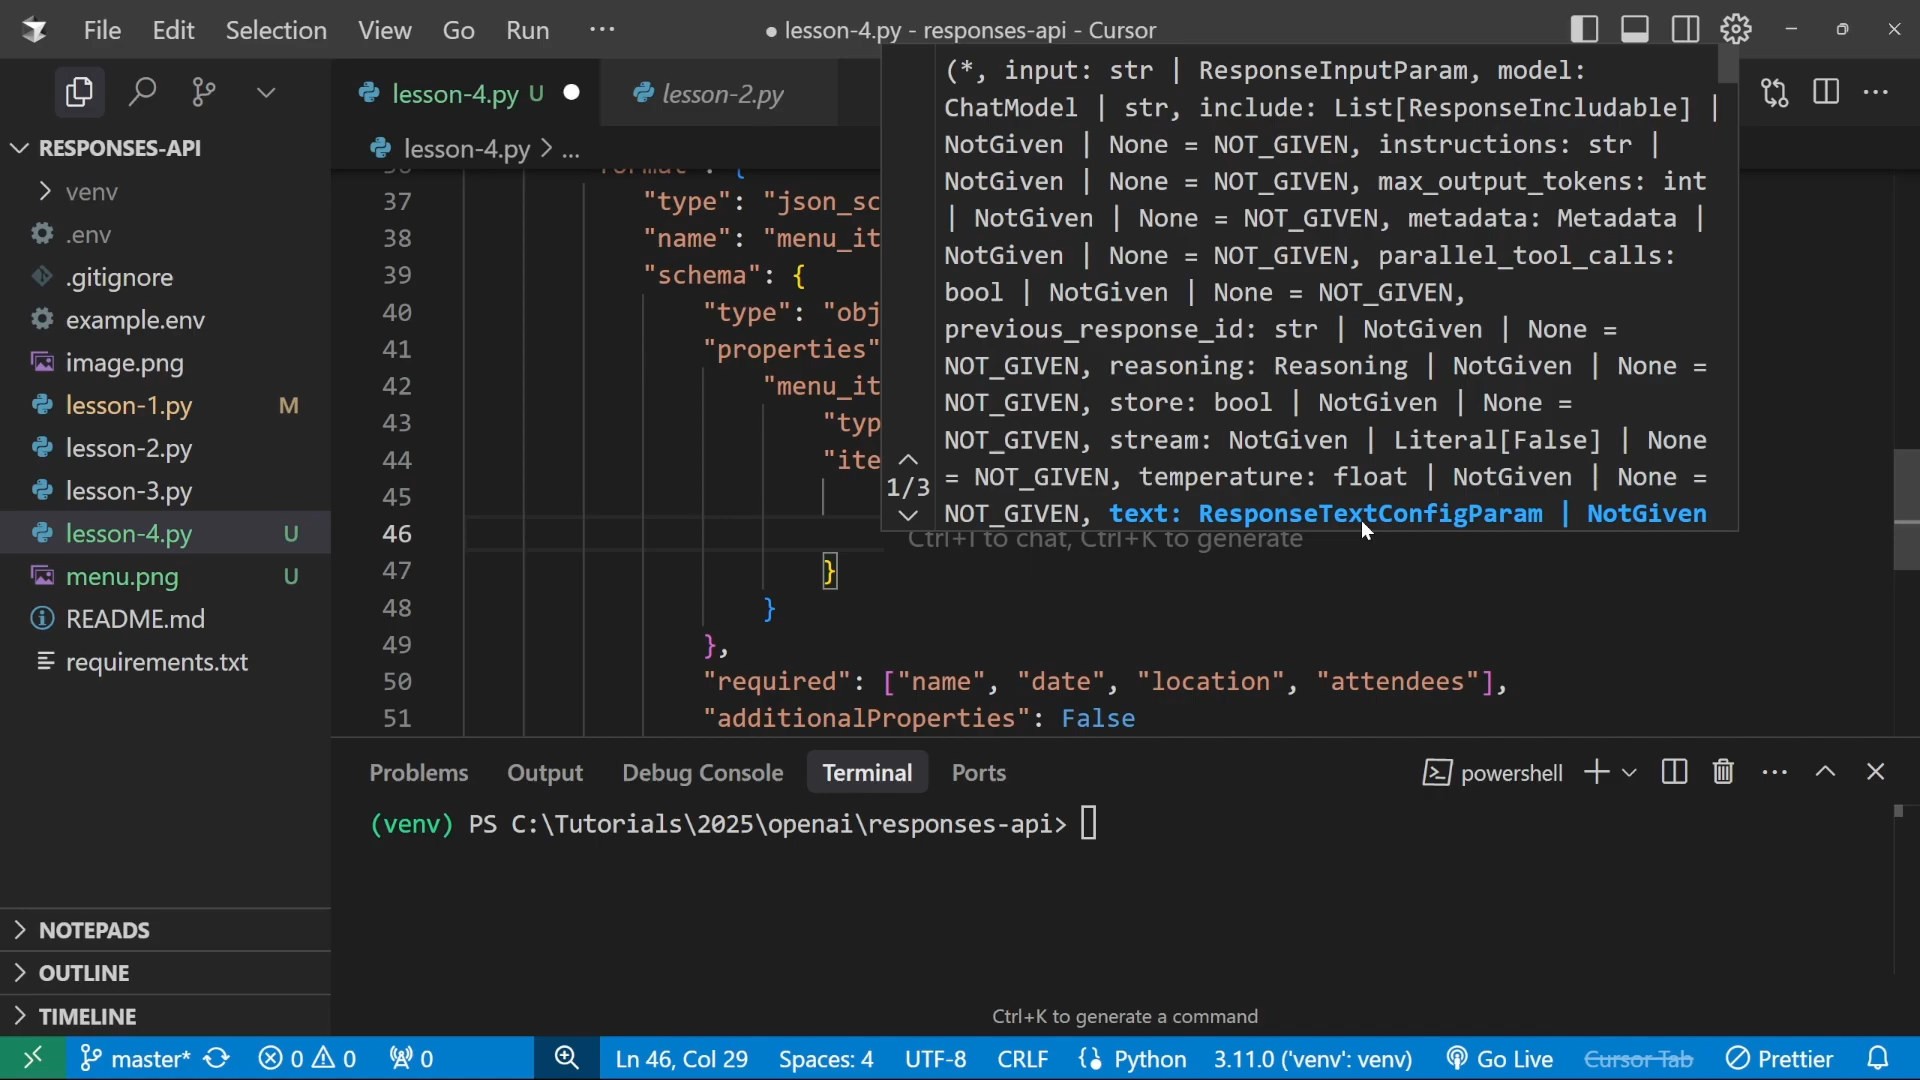 File Edit Selection View Go Run ···
● lesson-4.py - responses-api - Cursor
lesson-4.py U
lesson-2.py
lesson-4.py > ...
RESPONSES-API
venv
.env
.gitignore
example.env
image.png
lesson-1.py M
lesson-2.py
lesson-3.py
lesson-4.py U
menu.png U
README.md
requirements.txt
NOTEPADS
OUTLINE
TIMELINE
37 "type": "json_sc
38 "name": "menu_it
39 "schema": {
40 "type": "obj
41 "properties"
42 "menu_it
43 "typ
44 "ite
45
46 Ctrl+I to chat, Ctrl+K to generate
47 }
48 }
49 },
50 "required": ["name", "date", "location", "attendees"],
51 "additionalProperties": False
(*, input: str | ResponseInputParam, model:
ChatModel | str, include: List[ResponseIncludable] |
NotGiven | None = NOT_GIVEN, instructions: str |
NotGiven | None = NOT_GIVEN, max_output_tokens: int
| NotGiven | None = NOT_GIVEN, metadata: Metadata |
NotGiven | None = NOT_GIVEN, parallel_tool_calls:
bool | NotGiven | None = NOT_GIVEN,
previous_response_id: str | NotGiven | None =
NOT_GIVEN, reasoning: Reasoning | NotGiven | None =
NOT_GIVEN, store: bool | NotGiven | None =
NOT_GIVEN, stream: NotGiven | Literal[False] | None
= NOT_GIVEN, temperature: float | NotGiven | None =
NOT_GIVEN, text: ResponseTextConfigParam | NotGiven
1/3
Problems Output Debug Console Terminal Ports
powershell
(venv) PS C:\Tutorials\2025\openai\responses-api>
Ctrl+K to generate a command
master* 0 0 0 Ln 46, Col 29 Spaces: 4 UTF-8 CRLF Python 3.11.0 ('venv': venv) Go Live Cursor Tab Prettier